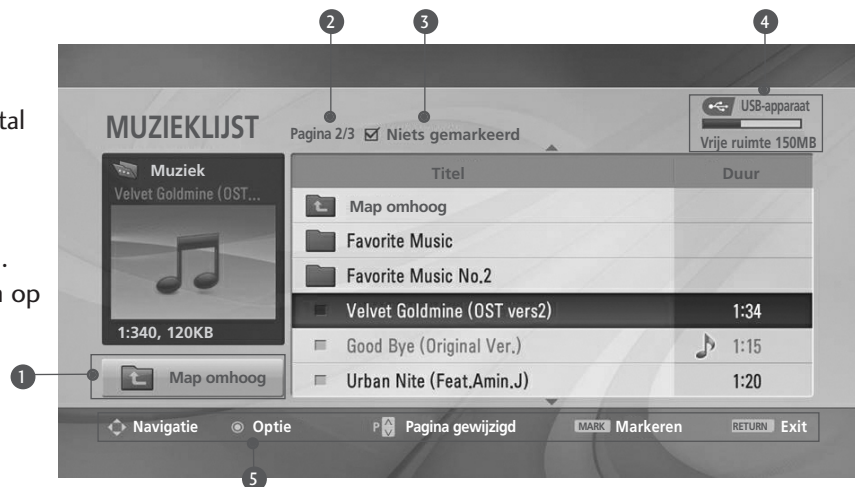 2 3 4
tal
.
n op
MUZIEKLIJST
Pagina 2/3 Niets gemarkeerd
USB-apparaat
Vrije ruimte 150MB
Muziek
Velvet Goldmine (OST...
1:340, 120KB
1 Map omhoog
Titel Duur
Map omhoog
Favorite Music
Favorite Music No.2
Velvet Goldmine (OST vers2) 1:34
Good Bye (Original Ver.) 1:15
Urban Nite (Feat.Amin.J) 1:20
Navigatie Optie P Pagina gewijzigd MARK Markeren RETURN Exit
5